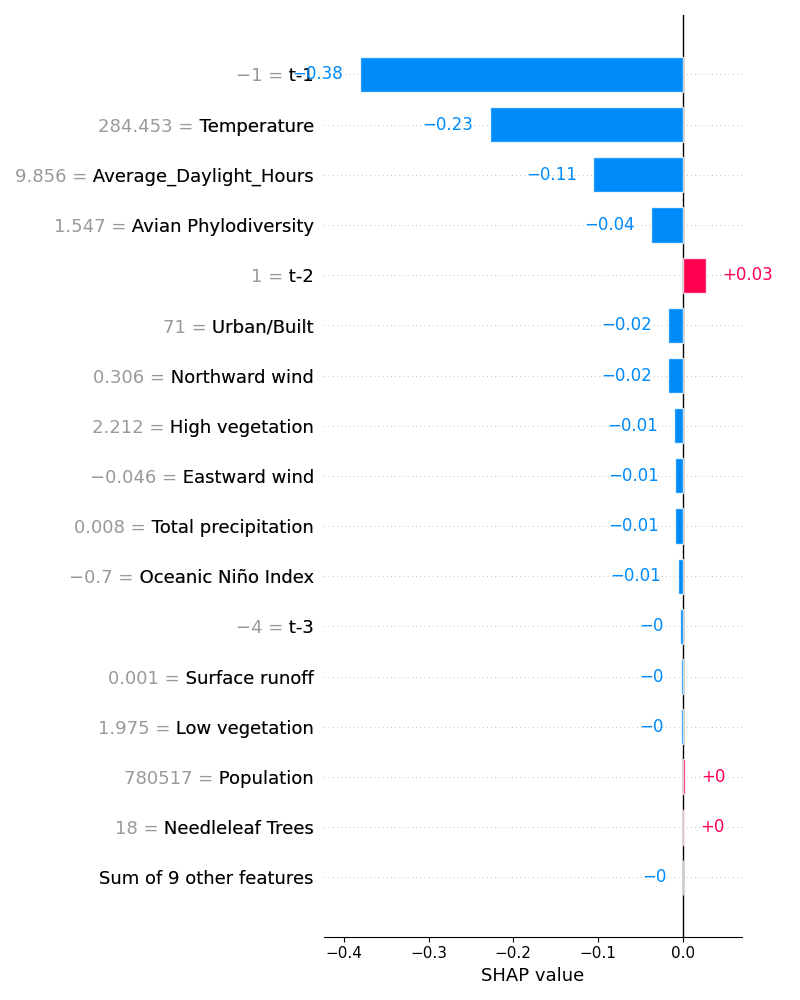 −1 = t-1 −0.38
284.453 = Temperature −0.23
9.856 = Average_Daylight_Hours −0.11
1.547 = Avian Phylodiversity −0.04
1 = t-2 +0.03
71 = Urban/Built −0.02
0.306 = Northward wind −0.02
2.212 = High vegetation −0.01
−0.046 = Eastward wind −0.01
0.008 = Total precipitation −0.01
−0.7 = Oceanic Niño Index −0.01
−4 = t-3 −0
0.001 = Surface runoff −0
1.975 = Low vegetation −0
780517 = Population +0
18 = Needleleaf Trees +0
Sum of 9 other features −0
−0.4 −0.3 −0.2 −0.1 0.0
SHAP value